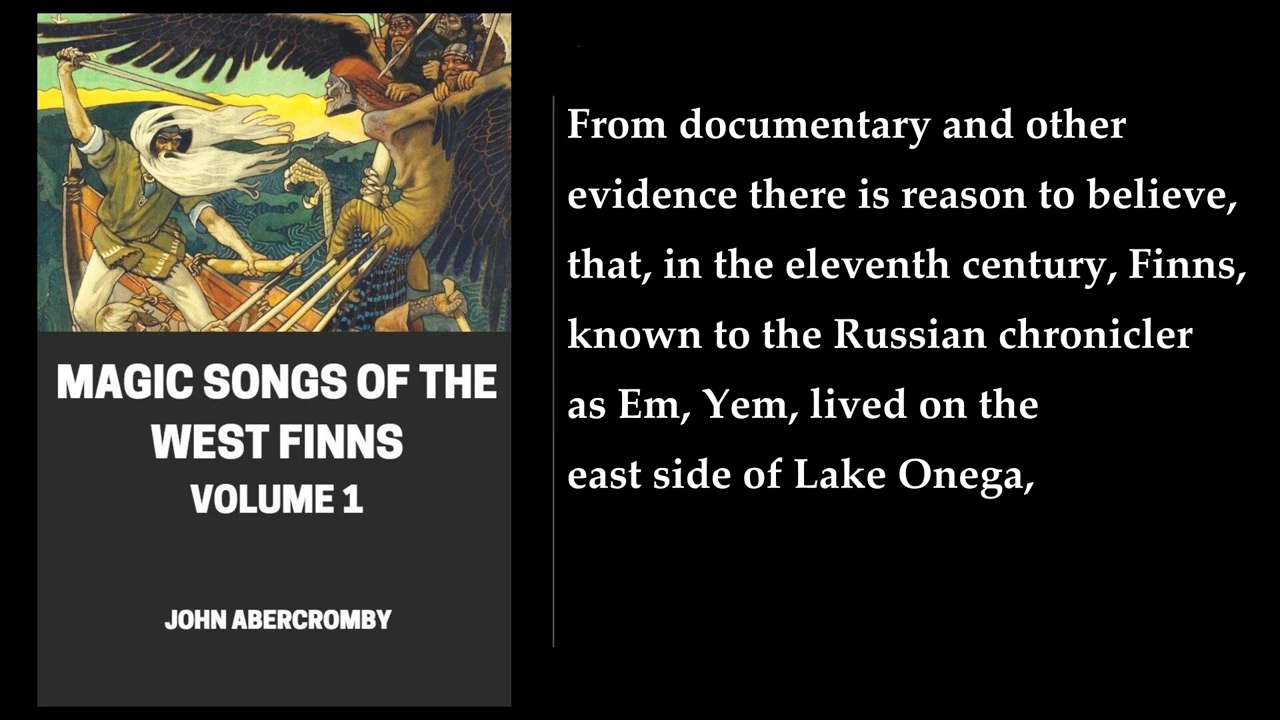 MAGIC SONGS OF THE
WEST FINNS
VOLUME 1
JOHN ABERCROMBY
From documentary and other
evidence there is reason to believe,
that, in the eleventh century, Finns,
known to the Russian chronicler
as Em, Yem, lived on the
east side of Lake Onega,